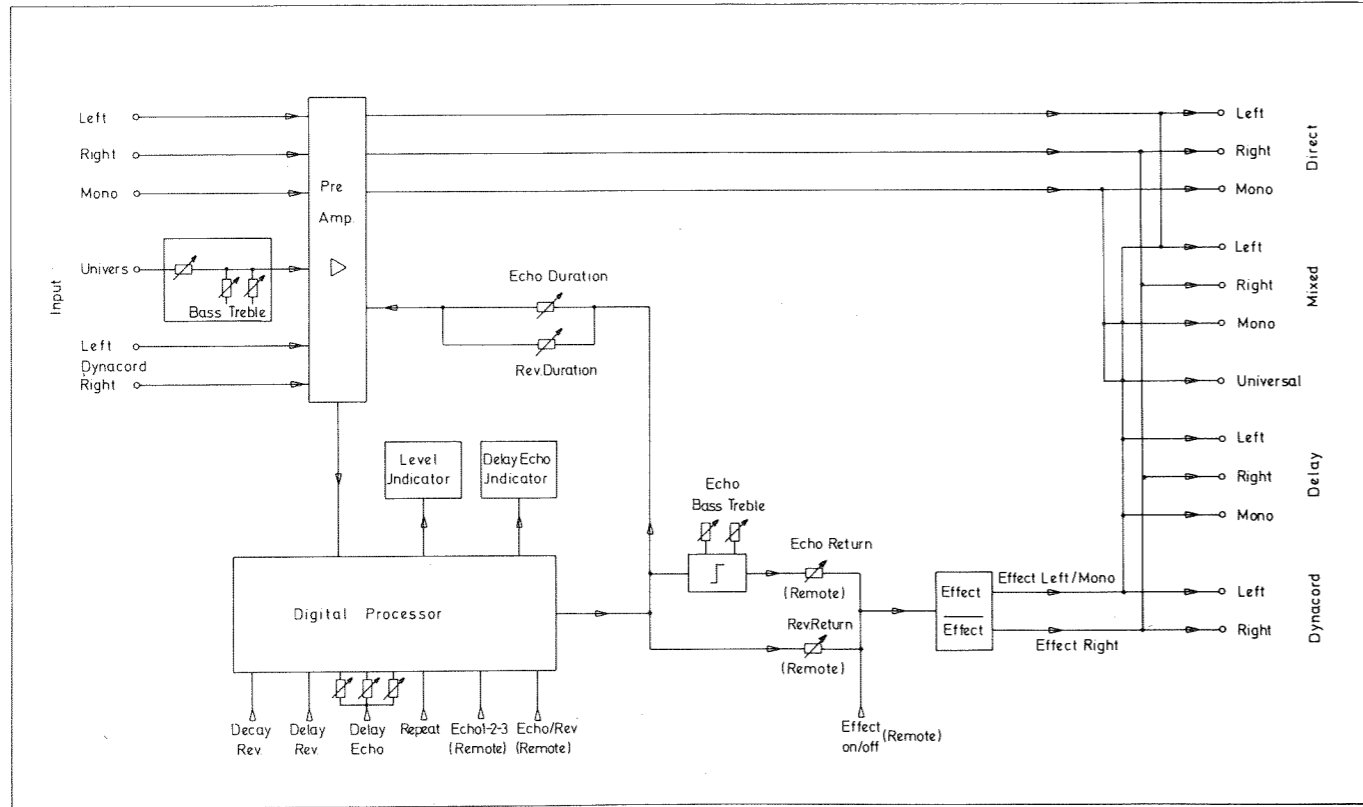 Input
Left
Right
Mono
Univers
Bass Treble
Left
Dynacord
Right
Pre
Amp.
Echo Duration
Rev.Duration
Level
Jndicator
Delay Echo
Jndicator
Digital Processor
Decay
Rev.
Delay
Rev.
Delay
Echo
Repeat
Echo1-2-3
(Remote)
Echo/Rev
(Remote)
Echo
Bass Treble
Echo Return
(Remote)
Rev.Return
(Remote)
Effect
on/off
(Remote)
Effect
Effect
Effect Left/Mono
Effect Right
Left
Right
Mono
Direct
Left
Right
Mono
Universal
Mixed
Left
Right
Mono
Delay
Left
Right
Dynacord